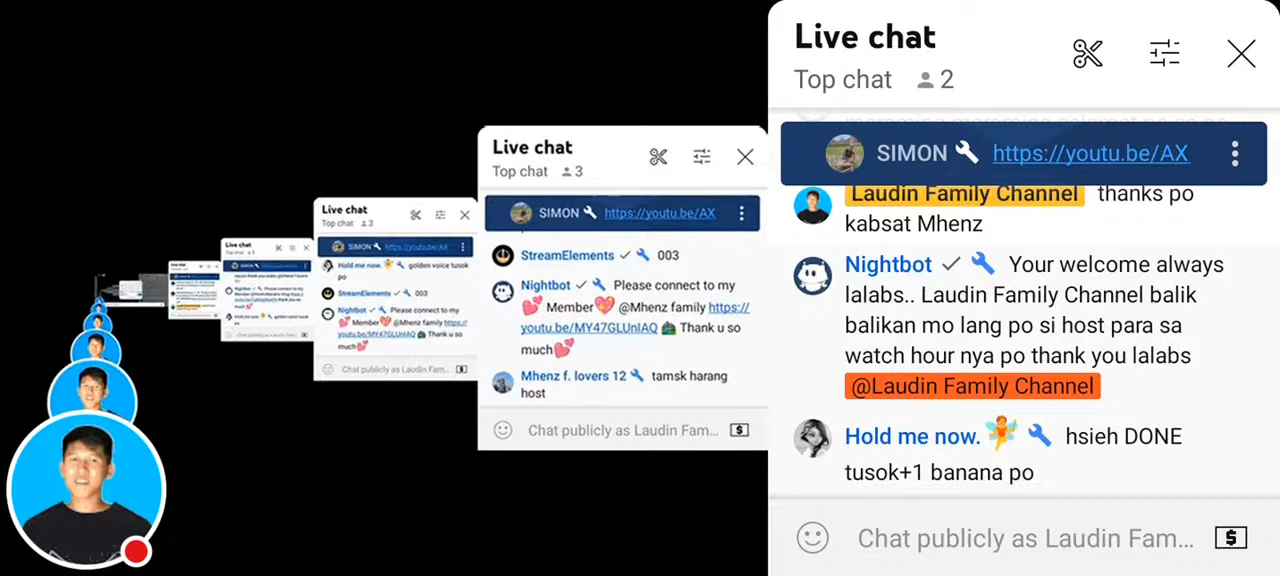 Live chat
Top chat 2
SIMON https://youtu.be/AX
Laudin Family Channel thanks po
kabsat Mhenz
Nightbot Your welcome always
lalabs.. Laudin Family Channel balik
balikan mo lang po si host para sa
watch hour nya po thank you lalabs
@Laudin Family Channel
Hold me now. hsieh DONE
tusok+1 banana po
Chat publicly as Laudin Fam...
Live chat
Top chat 3
SIMON https://youtu.be/AX
StreamElements 003
Nightbot Please connect to my
Member @Mhenz family https://
youtu.be/MY47GLUnIAQ Thank u so
much
Mhenz f. lovers 12 tamsk harang
host
Chat publicly as Laudin Fam...
Live chat
Top chat 3
SIMON https://youtu.be/AX
Hold me now. golden voice tusok
po
StreamElements 003
Nightbot Please connect to my
Member @Mhenz family https://
youtu.be/MY47GLUnIAQ Thank u so
much
Chat publicly as Laudin Fam...
Live chat
Top chat